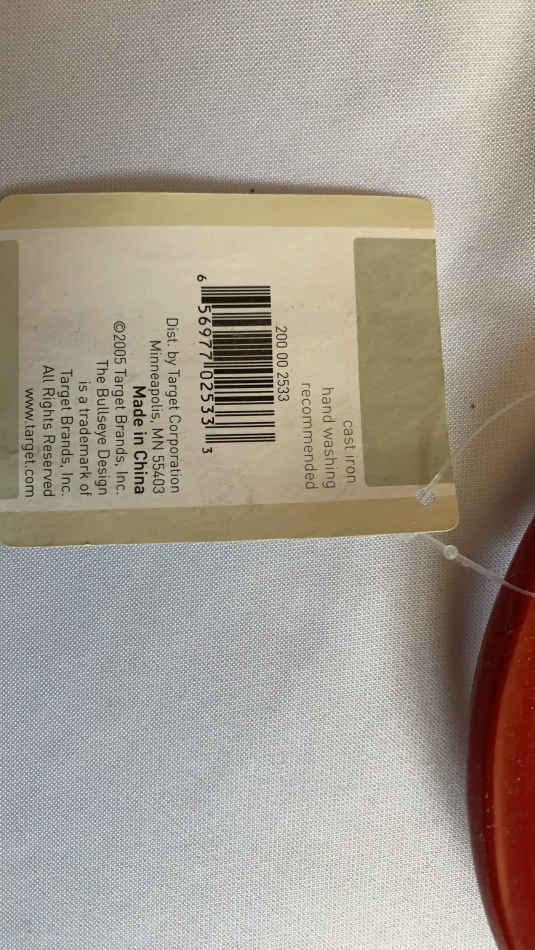 cast iron
hand washing
recommended
200 00 2533
6 56977 02533 3
Dist. by Target Corporation
Minneapolis, MN 55403
Made in China
©2005 Target Brands, Inc.
The Bullseye Design
is a trademark of
Target Brands, Inc.
All Rights Reserved
www.target.com